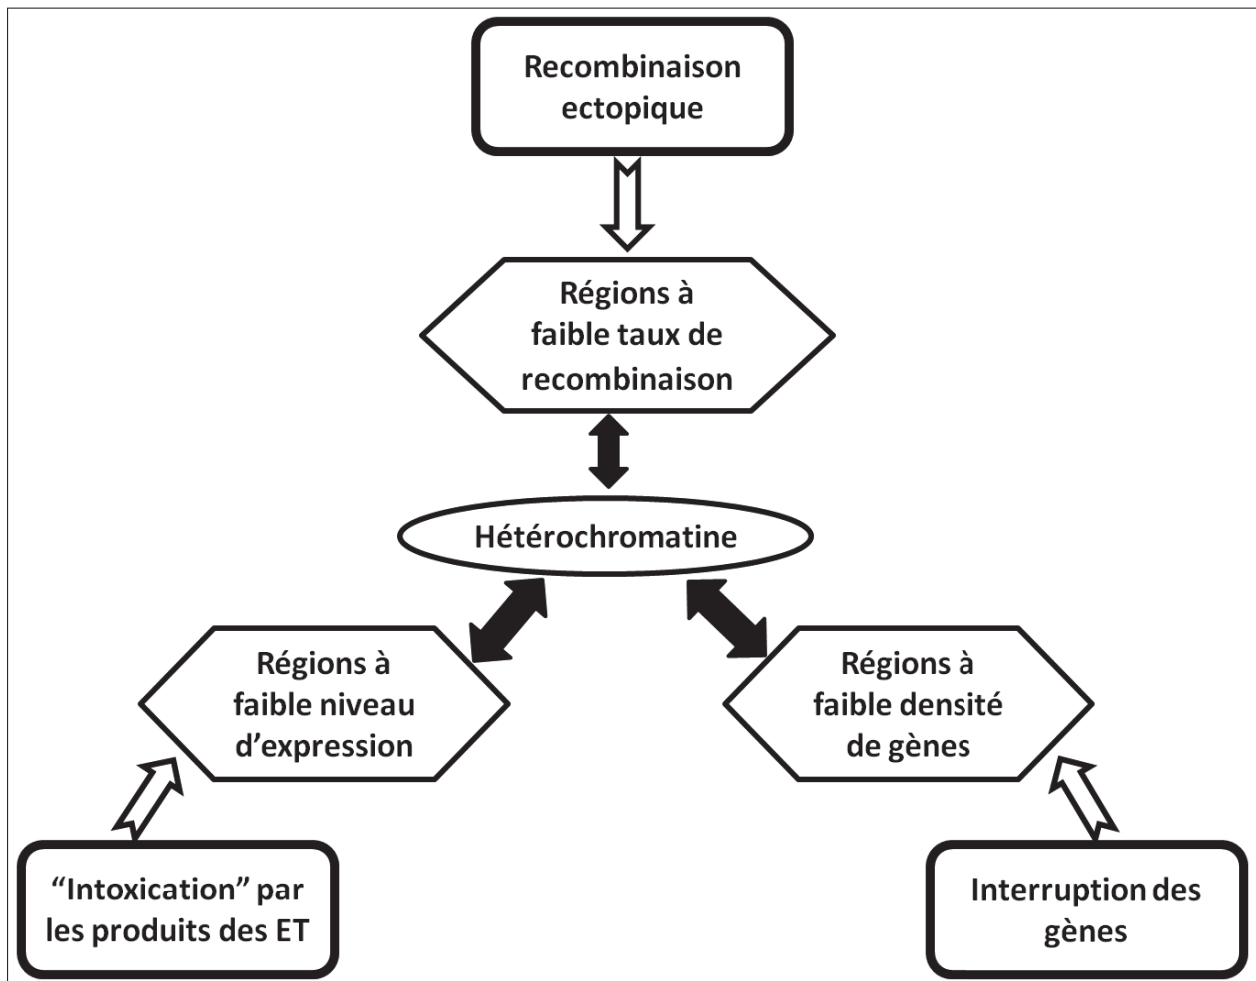 Recombinaison
ectopique
Régions à
faible taux de
recombinaison
Hétérochromatine
Régions à
faible niveau
d’expression
Régions à
faible densité
de gènes
“Intoxication” par
les produits des ET
Interruption des
gènes